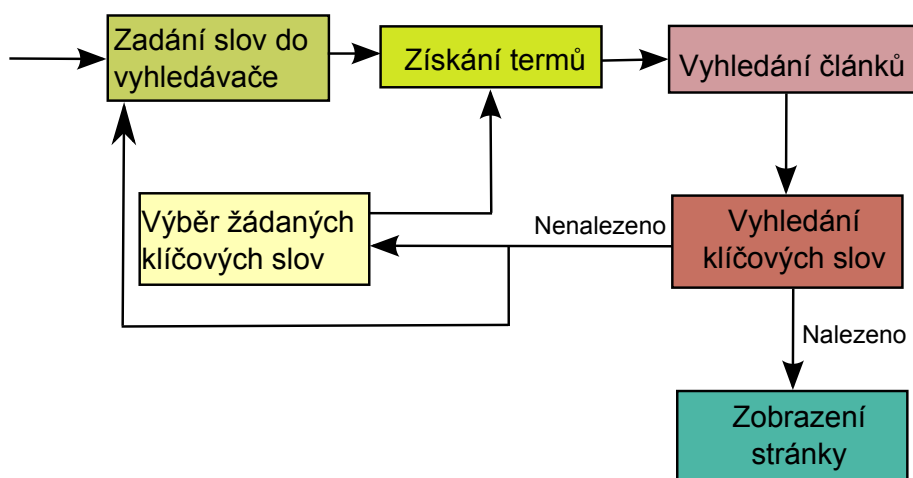 Zadání slov do
vyhledávače
Získání termů
Vyhledání článků
Výběr žádaných
klíčových slov
Nenalezeno
Vyhledání
klíčových slov
Nalezeno
Zobrazení
stránky